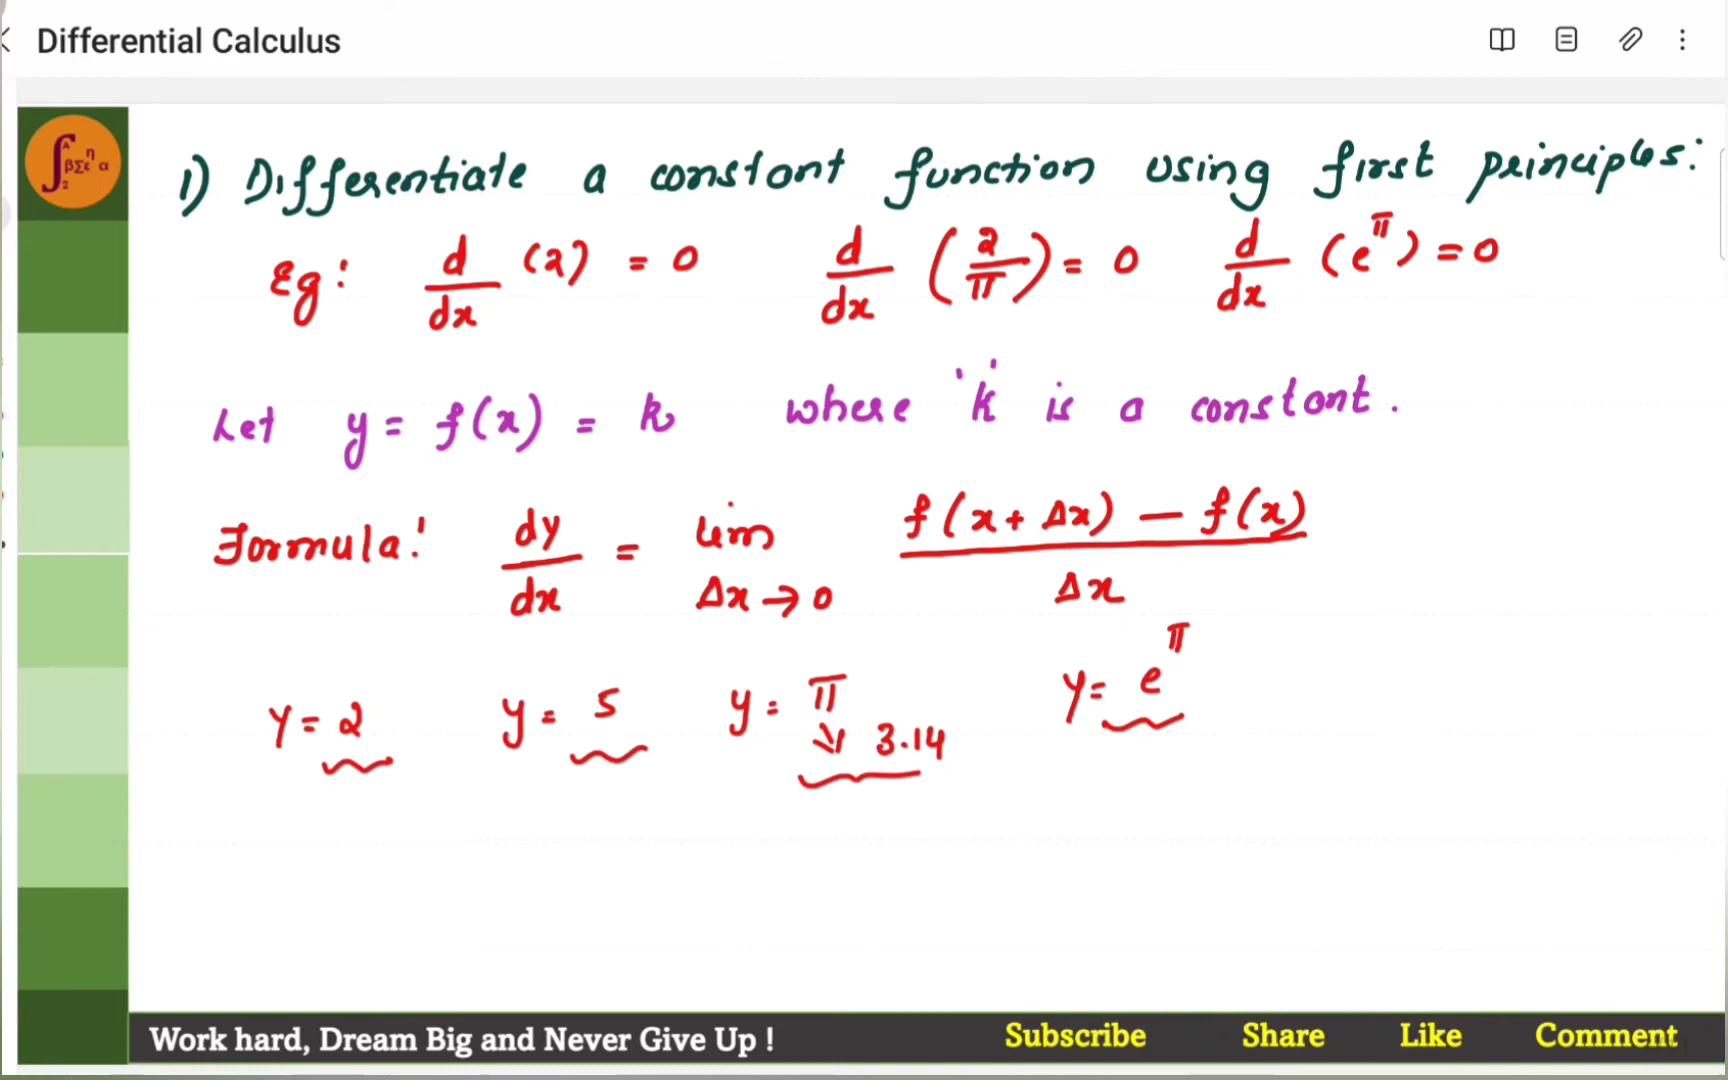 Differential Calculus
1) Differentiate a constant function using first principles:
Eg: d/dx (2) = 0 d/dx (2/π) = 0 d/dx (e^π) = 0
Let y = f(x) = k where 'k' is a constant.
Formula: dy/dx = lim Δx→0 f(x+Δx) − f(x) / Δx
y = 2 y = 5 y = π y = e^π
↘ 3.14
Work hard, Dream Big and Never Give Up ! Subscribe Share Like Comment